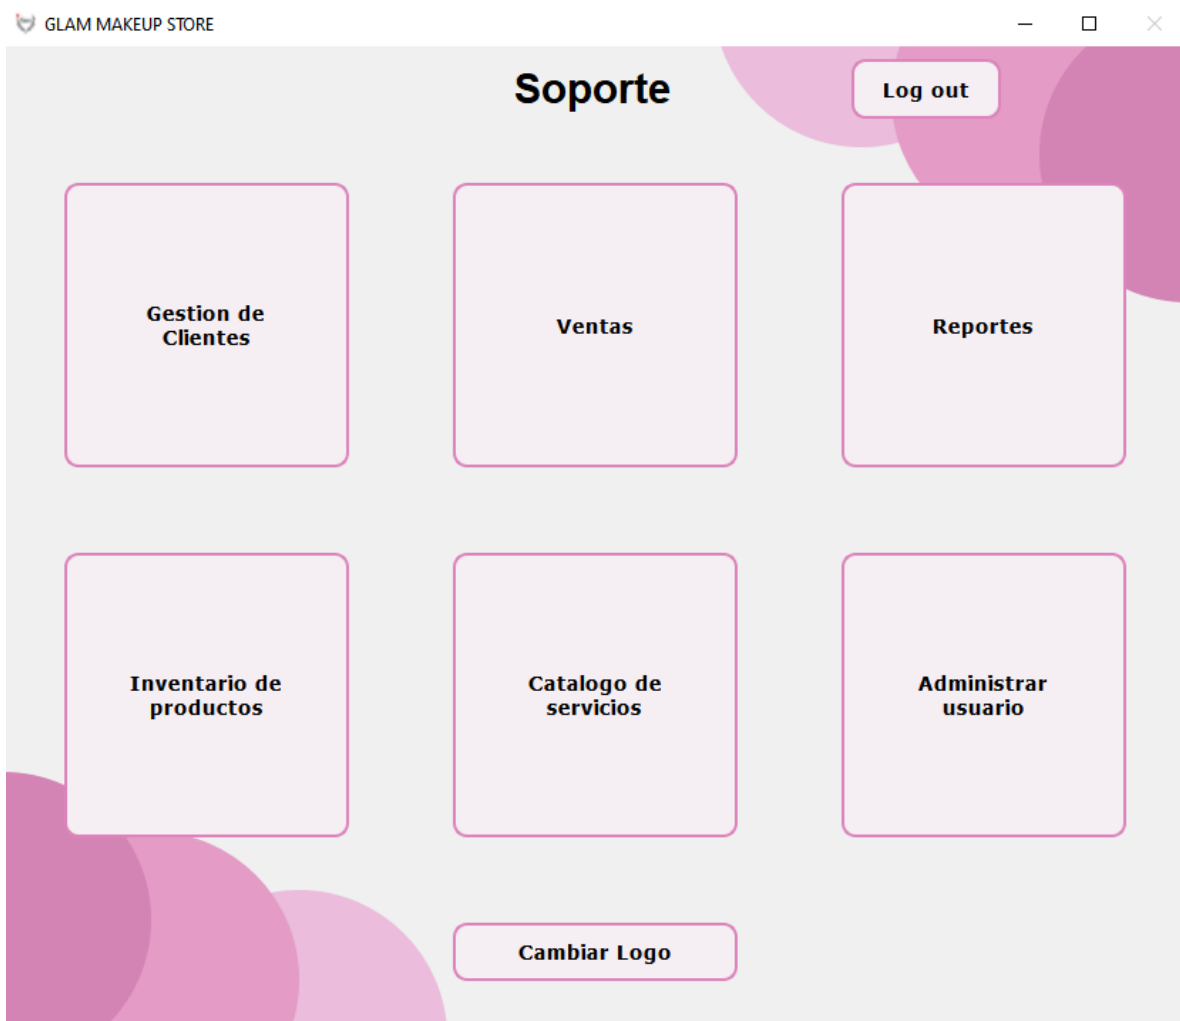 GLAM MAKEUP STORE
Soporte
Log out
Gestion de
Clientes
Ventas
Reportes
Inventario de
productos
Catalogo de
servicios
Administrar
usuario
Cambiar Logo